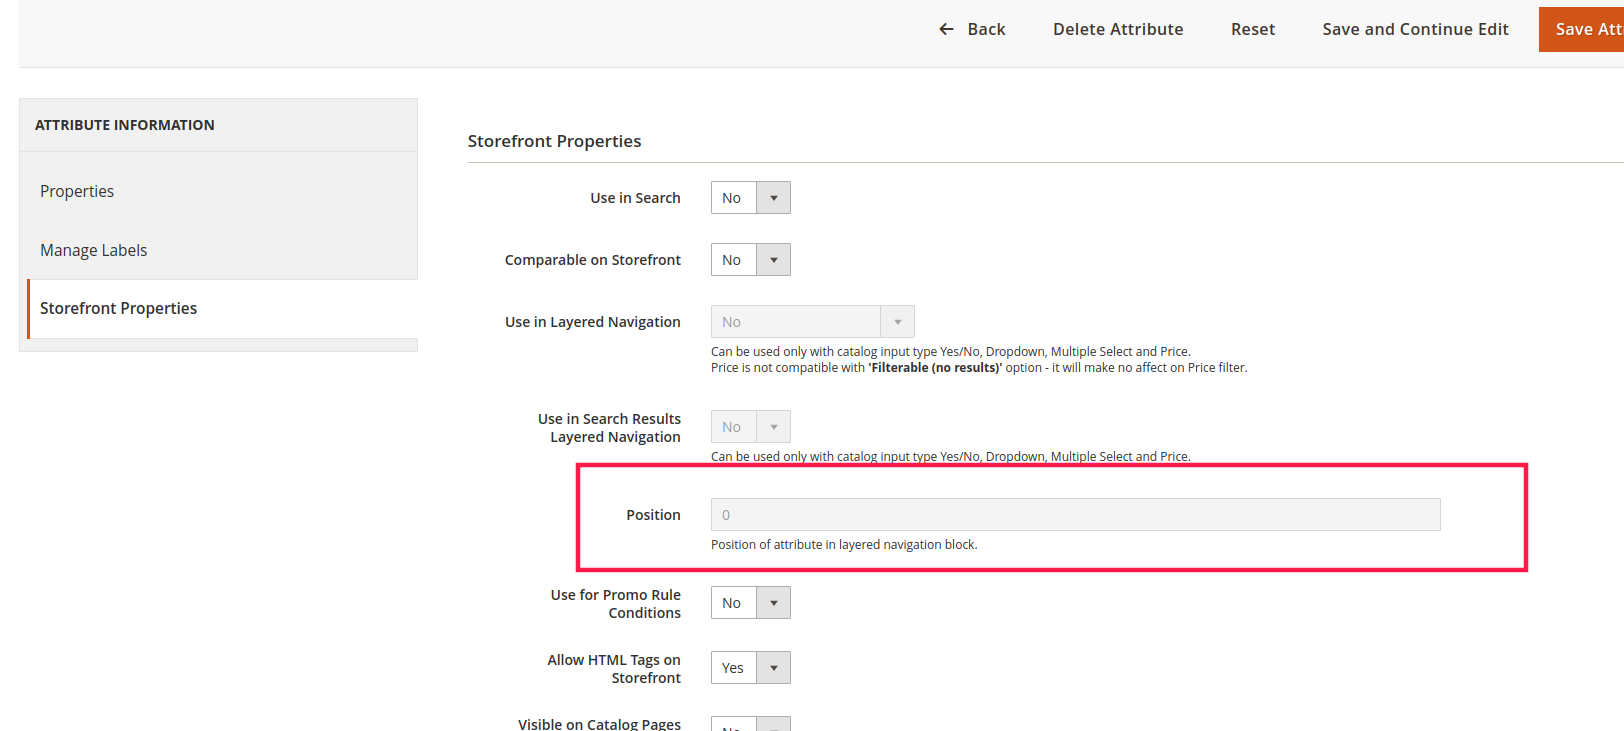 ← Back Delete Attribute Reset Save and Continue Edit Save Att
ATTRIBUTE INFORMATION
Properties
Manage Labels
Storefront Properties
Storefront Properties
Use in Search No
Comparable on Storefront No
Use in Layered Navigation No
Can be used only with catalog input type Yes/No, Dropdown, Multiple Select and Price.
Price is not compatible with 'Filterable (no results)' option - it will make no affect on Price filter.
Use in Search Results
Layered Navigation No
Can be used only with catalog input type Yes/No, Dropdown, Multiple Select and Price.
Position 0
Position of attribute in layered navigation block.
Use for Promo Rule
Conditions No
Allow HTML Tags on
Storefront Yes
Visible on Catalog Pages No